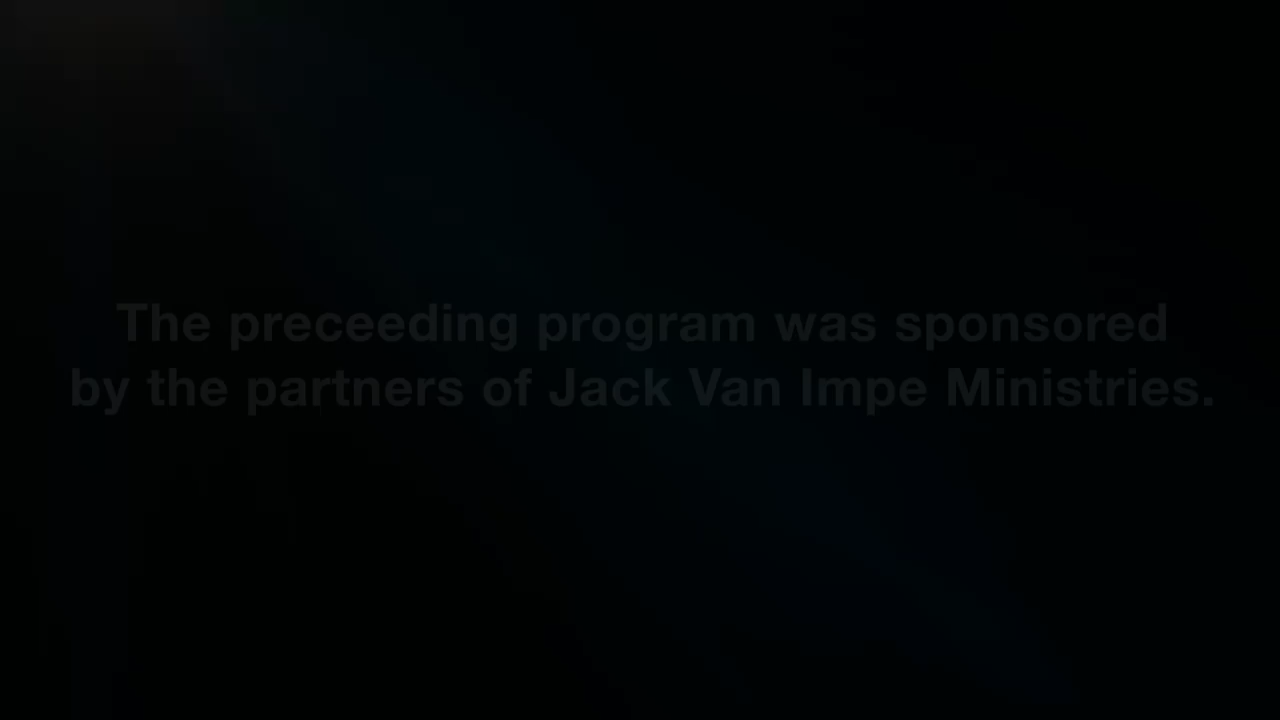 The preceeding program was sponsored
by the partners of Jack Van Impe Ministries.